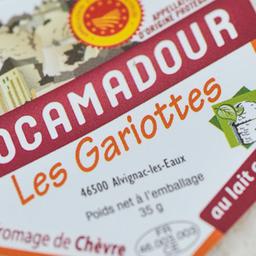 APPELLATION
D'ORIGINE PROTÉGÉE
OCAMADOUR
Les Gariottes
46500 Alvignac-les-Eaux
Poids net à l'emballage
35 g
au lait
romage de Chèvre
FR
46.003.003
CE